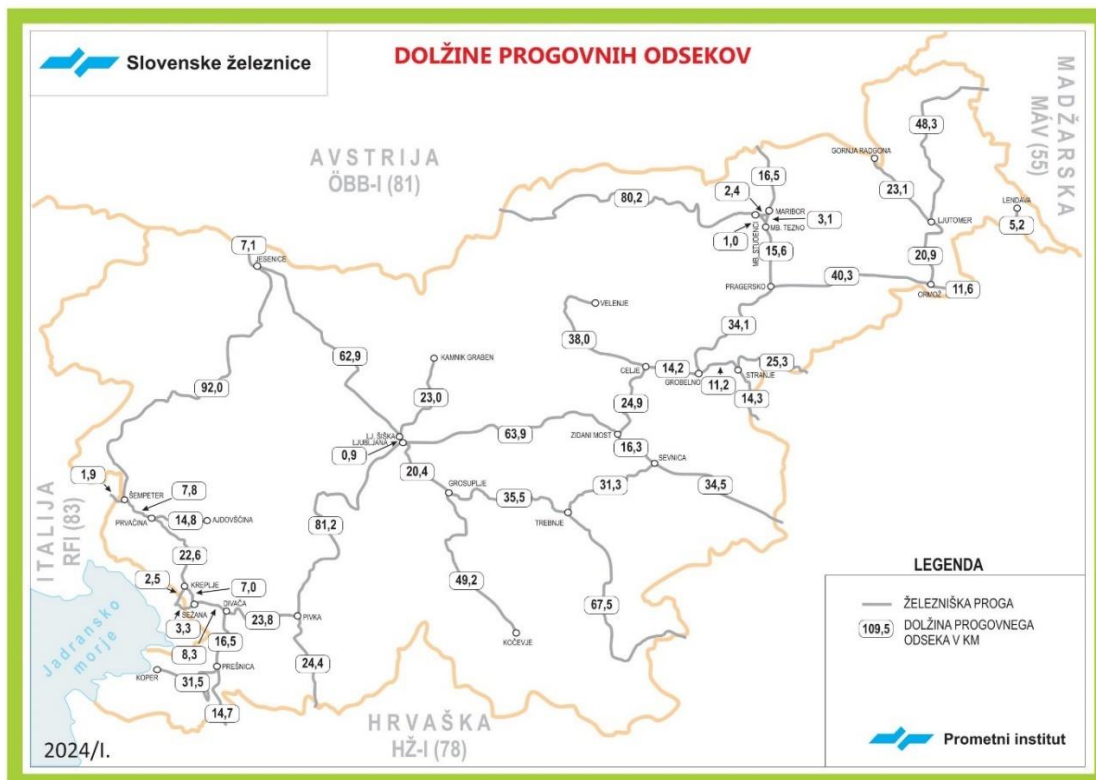 Slovenske železnice
DOLŽINE PROGOVNIH ODSEKOV
MADŽARSKA
MÁV (55)
AVSTRIJA
ÖBB-I (81)
48,3
GORNJA RADGONA
16,5
2,4
80,2
23,1
LENDAVA
MARIBOR
3,1
5,2
LJUTOMER
MB. TEZNO
1,0
MB. ŠTUDENCI
7,1
15,6
20,9
JESENICE
40,3
PRAGERSKO
ORMOŽ
11,6
VELENJE
34,1
38,0
62,9
KAMNIK GRABEN
25,3
CELJE
14,2
GROBELNO
STRANJE
11,2
92,0
23,0
14,3
24,9
LJ. ŠIŠKA
LJUBLJANA
63,9
ZIDANI MOST
0,9
16,3
SEVNICA
20,4
1,9
31,3
34,5
GROSUPLJE
ŠEMPETER
7,8
35,5
TREBNJE
PRVAČINA
14,8
AJDOVŠČINA
81,2
ITALIJA
RFI (83)
22,6
LEGENDA
2,5
7,0
KREPLJE
49,2
SEŽANA
DIVAČA
67,5
ŽELEZNIŠKA PROGA
23,8
PIVKA
3,3
109,5
DOLŽINA PROGOVNEGA
ODSEKA V KM
KOČEVJE
16,5
8,3
Jadransko
morje
24,4
PREŠNICA
KOPER
31,5
14,7
HRVAŠKA
HŽ-I (78)
Prometni institut
2024/I.